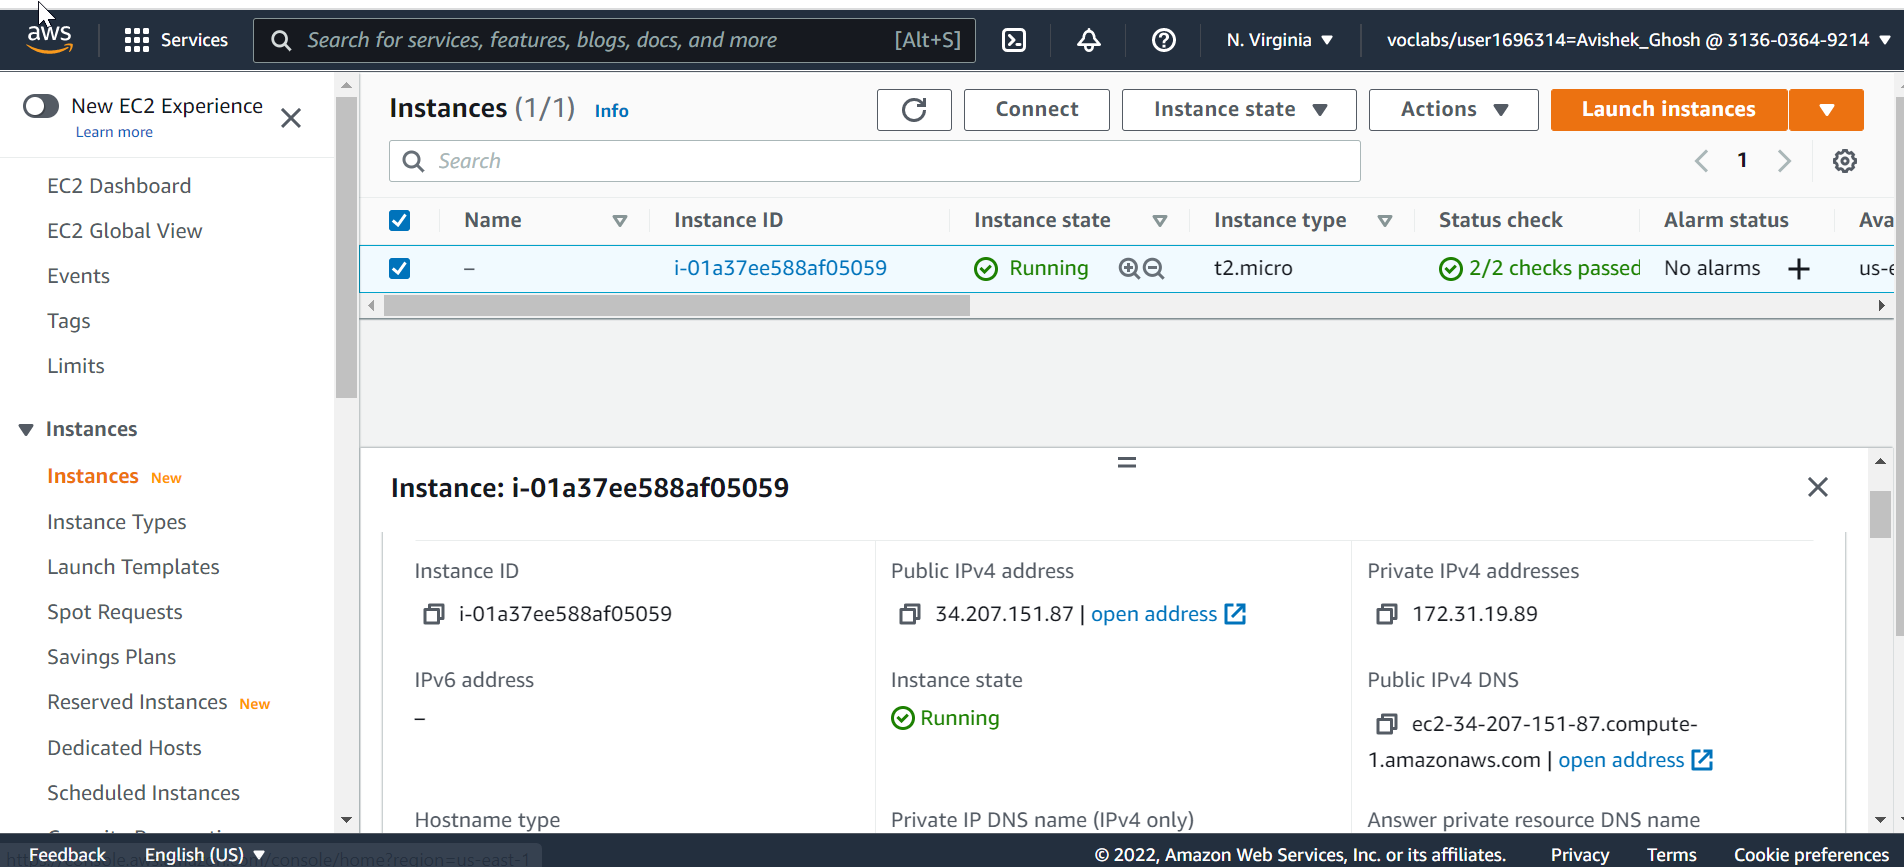 aws
Services
Search for services, features, blogs, docs, and more [Alt+S]
N. Virginia
voclabs/user1696314=Avishek_Ghosh @ 3136-0364-9214
New EC2 Experience
Learn more
EC2 Dashboard
EC2 Global View
Events
Tags
Limits
Instances
Instances New
Instance Types
Launch Templates
Spot Requests
Savings Plans
Reserved Instances New
Dedicated Hosts
Scheduled Instances
Instances (1/1) Info
Connect
Instance state
Actions
Launch instances
Search
1
Name Instance ID Instance state Instance type Status check Alarm status Ava
– i-01a37ee588af05059 Running t2.micro 2/2 checks passed No alarms + us-e
Instance: i-01a37ee588af05059
Instance ID
i-01a37ee588af05059
Public IPv4 address
34.207.151.87 | open address
Private IPv4 addresses
172.31.19.89
IPv6 address
–
Instance state
Running
Public IPv4 DNS
ec2-34-207-151-87.compute-
1.amazonaws.com | open address
Hostname type
Private IP DNS name (IPv4 only)
Answer private resource DNS name
Feedback
English (US)
/console/home?region=us-east-1
© 2022, Amazon Web Services, Inc. or its affiliates.
Privacy
Terms
Cookie preferences